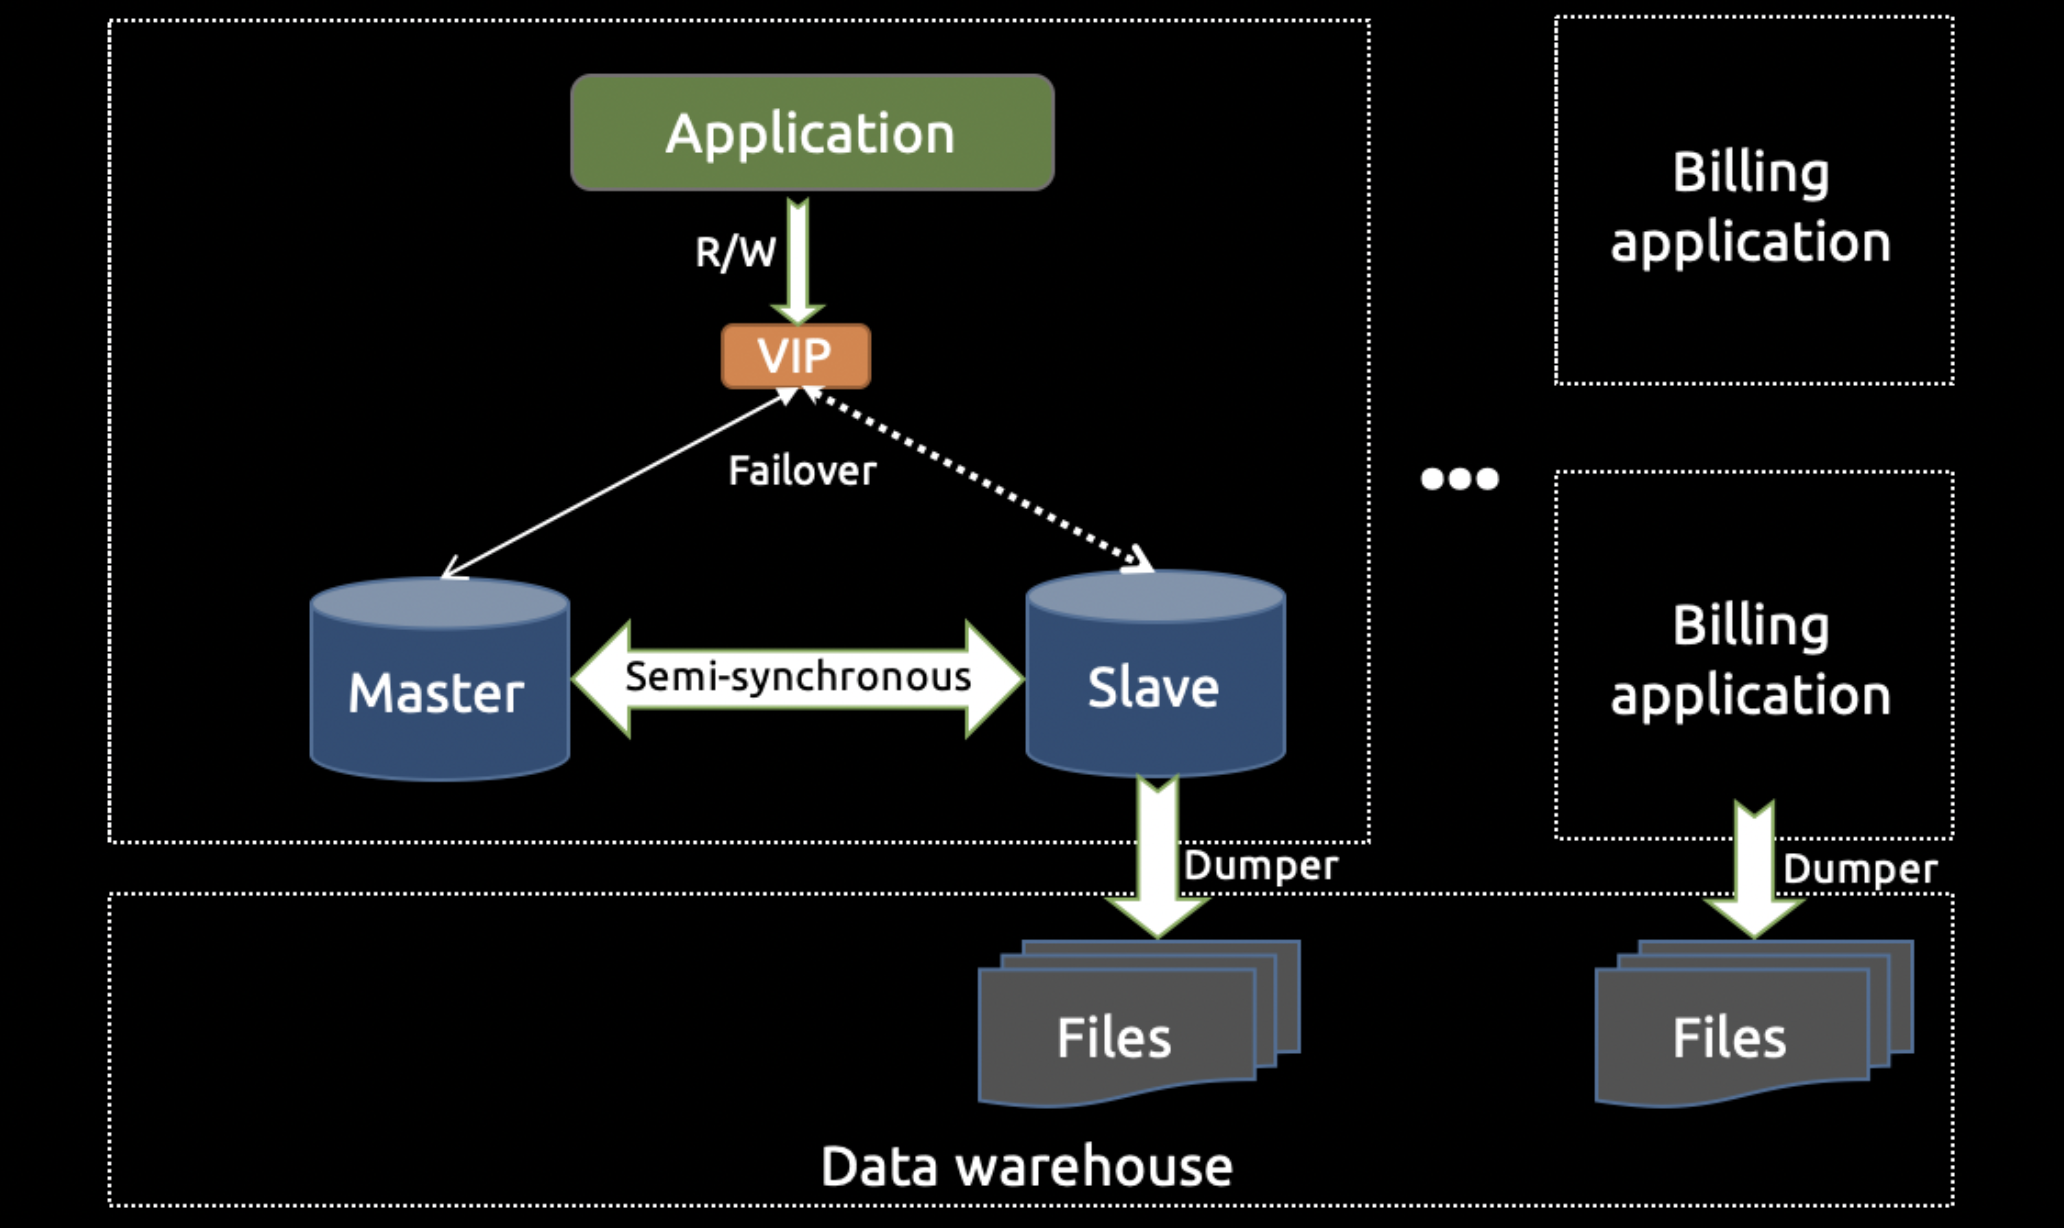 Application
R/W
VIP
Failover
Master
Semi-synchronous
Slave
Dumper
Billing
application
Billing
application
Dumper
Files
Files
Data warehouse